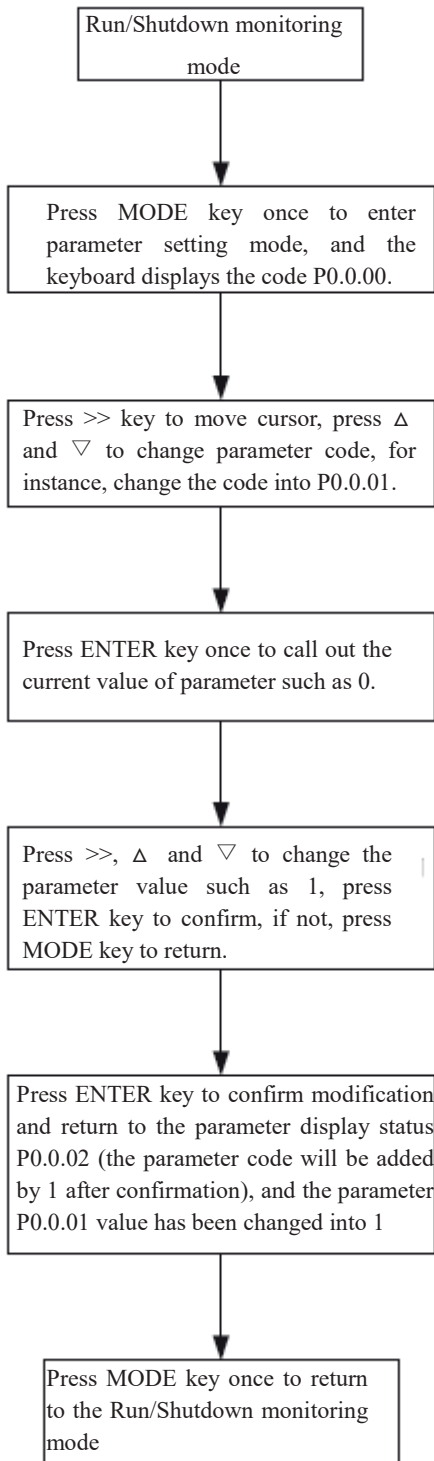 Run/Shutdown monitoring
mode
Press MODE key once to enter
parameter setting mode, and the
keyboard displays the code P0.0.00.
Press >> key to move cursor, press △
and ▽ to change parameter code, for
instance, change the code into P0.0.01.
Press ENTER key once to call out the
current value of parameter such as 0.
Press >>, △ and ▽ to change the
parameter value such as 1, press
ENTER key to confirm, if not, press
MODE key to return.
Press ENTER key to confirm modification
and return to the parameter display status
P0.0.02 (the parameter code will be added
by 1 after confirmation), and the parameter
P0.0.01 value has been changed into 1
Press MODE key once to return
to the Run/Shutdown monitoring
mode